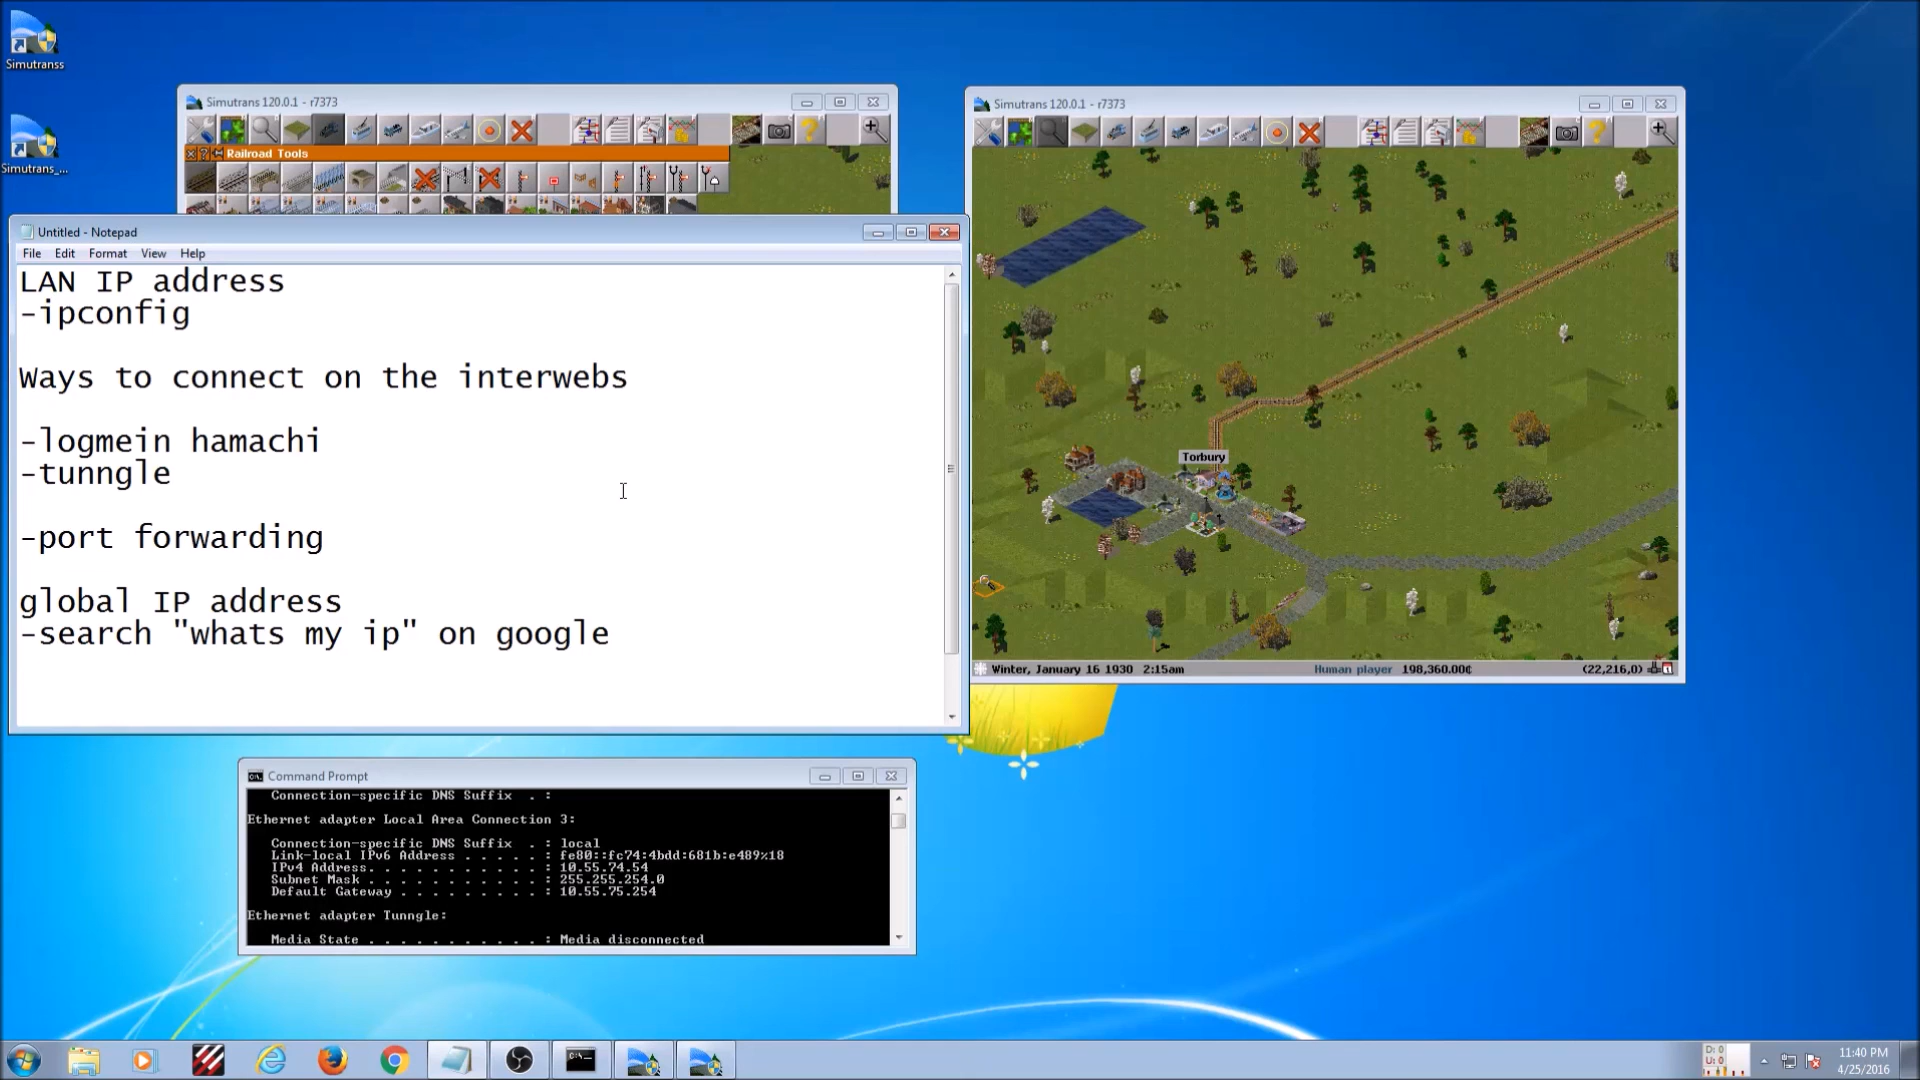 Simutranss
Simutrans_...
Simutrans 120.0.1 - r7373
Railroad Tools
Simutrans 120.0.1 - r7373
Torbury
Winter, January 16 1930 2:15am
Human player 198,360.00¢
(22,216,0)
Untitled - Notepad
File Edit Format View Help
LAN IP address
-ipconfig
Ways to connect on the interwebs
-logmein hamachi
-tunngle
-port forwarding
global IP address
-search "whats my ip" on google
Command Prompt
Connection-specific DNS Suffix . :
Ethernet adapter Local Area Connection 3:
Connection-specific DNS Suffix . : local
Link-local IPv6 Address . . . . . : fe80::fc74:4bdd:681b:e489%18
IPv4 Address. . . . . . . . . . . : 10.55.74.54
Subnet Mask . . . . . . . . . . . : 255.255.254.0
Default Gateway . . . . . . . . . : 10.55.75.254
Ethernet adapter Tunngle:
Media State . . . . . . . . . . . : Media disconnected
D: 0
U: 0
11:40 PM
4/25/2016